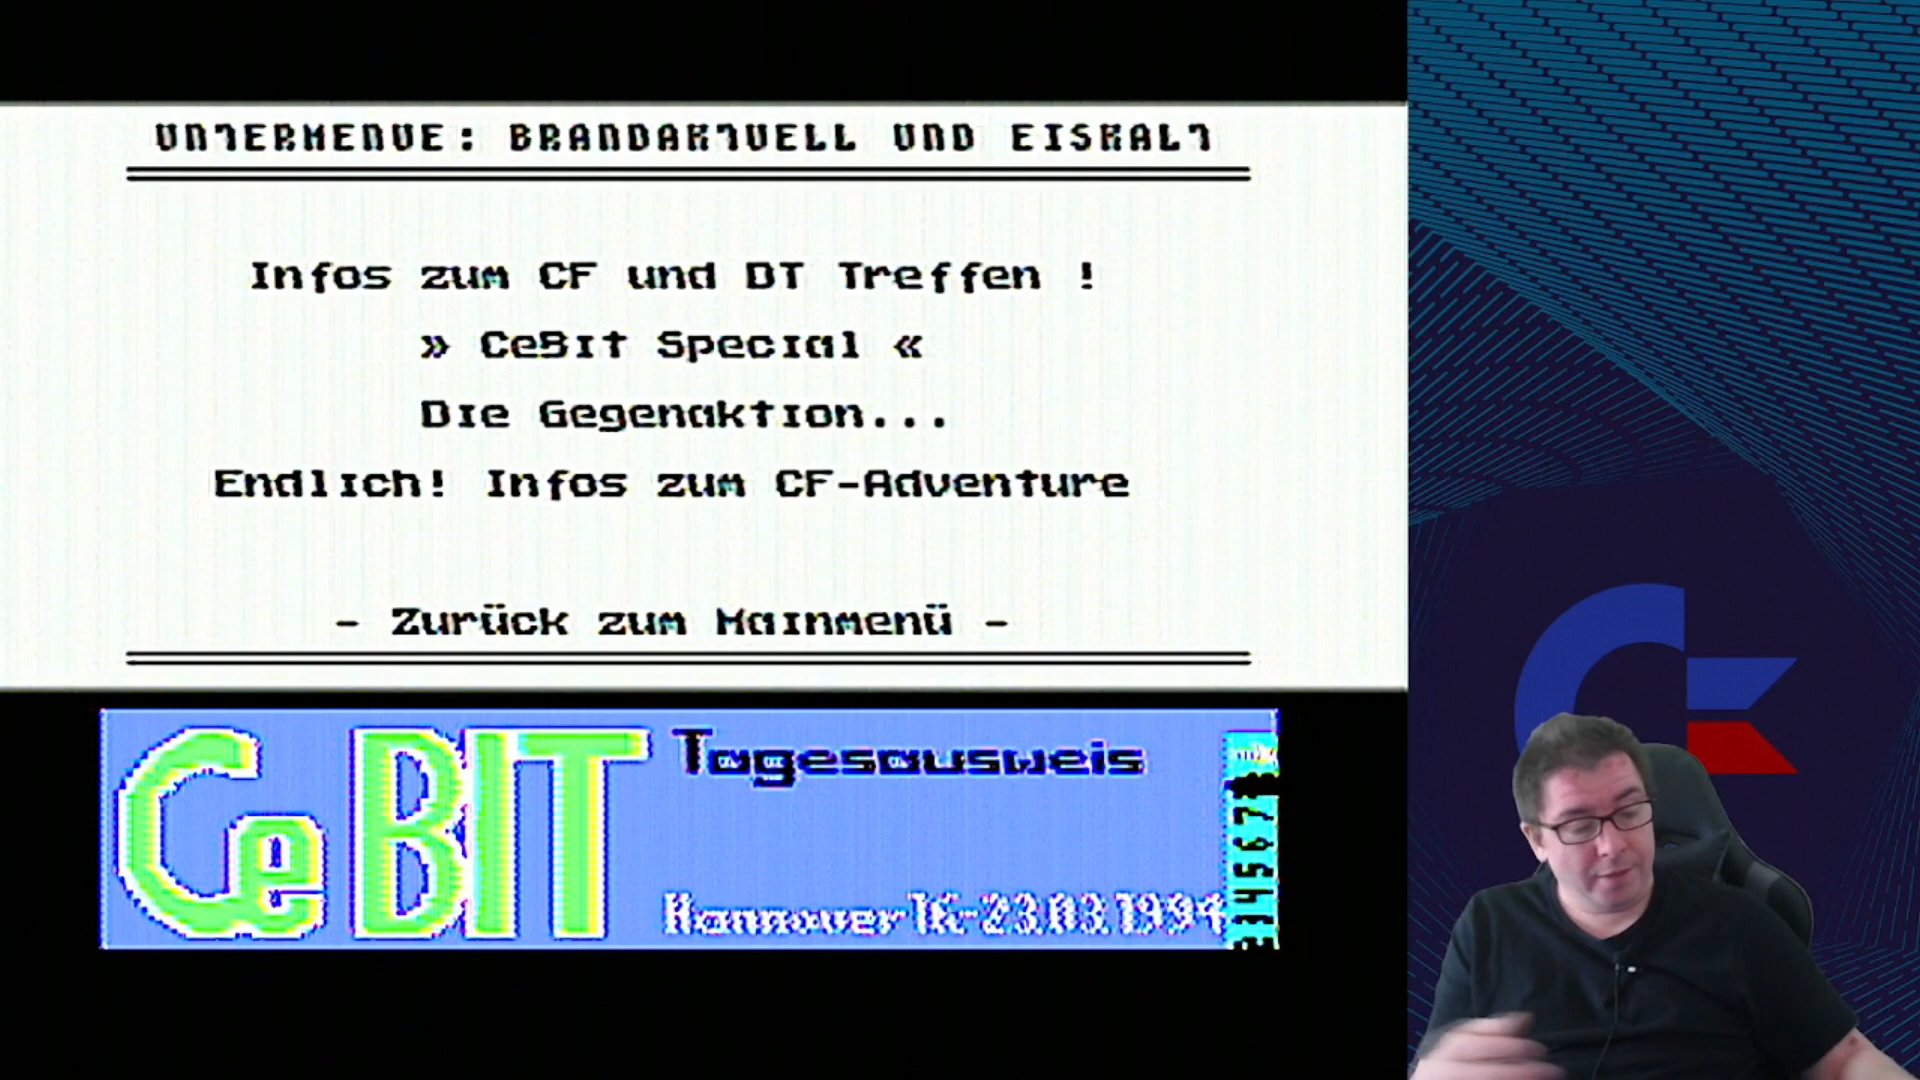 UNTERMENUE: BRANDAKTUELL UND EISKALT
Infos zum CF und DT Treffen !
» CeBit Special «
Die Gegenaktion...
Endlich! Infos zum CF-Adventure
- Zurück zum Mainmenü -
CeBIT
Tagesausweis
Hannover 16-23.03.1994